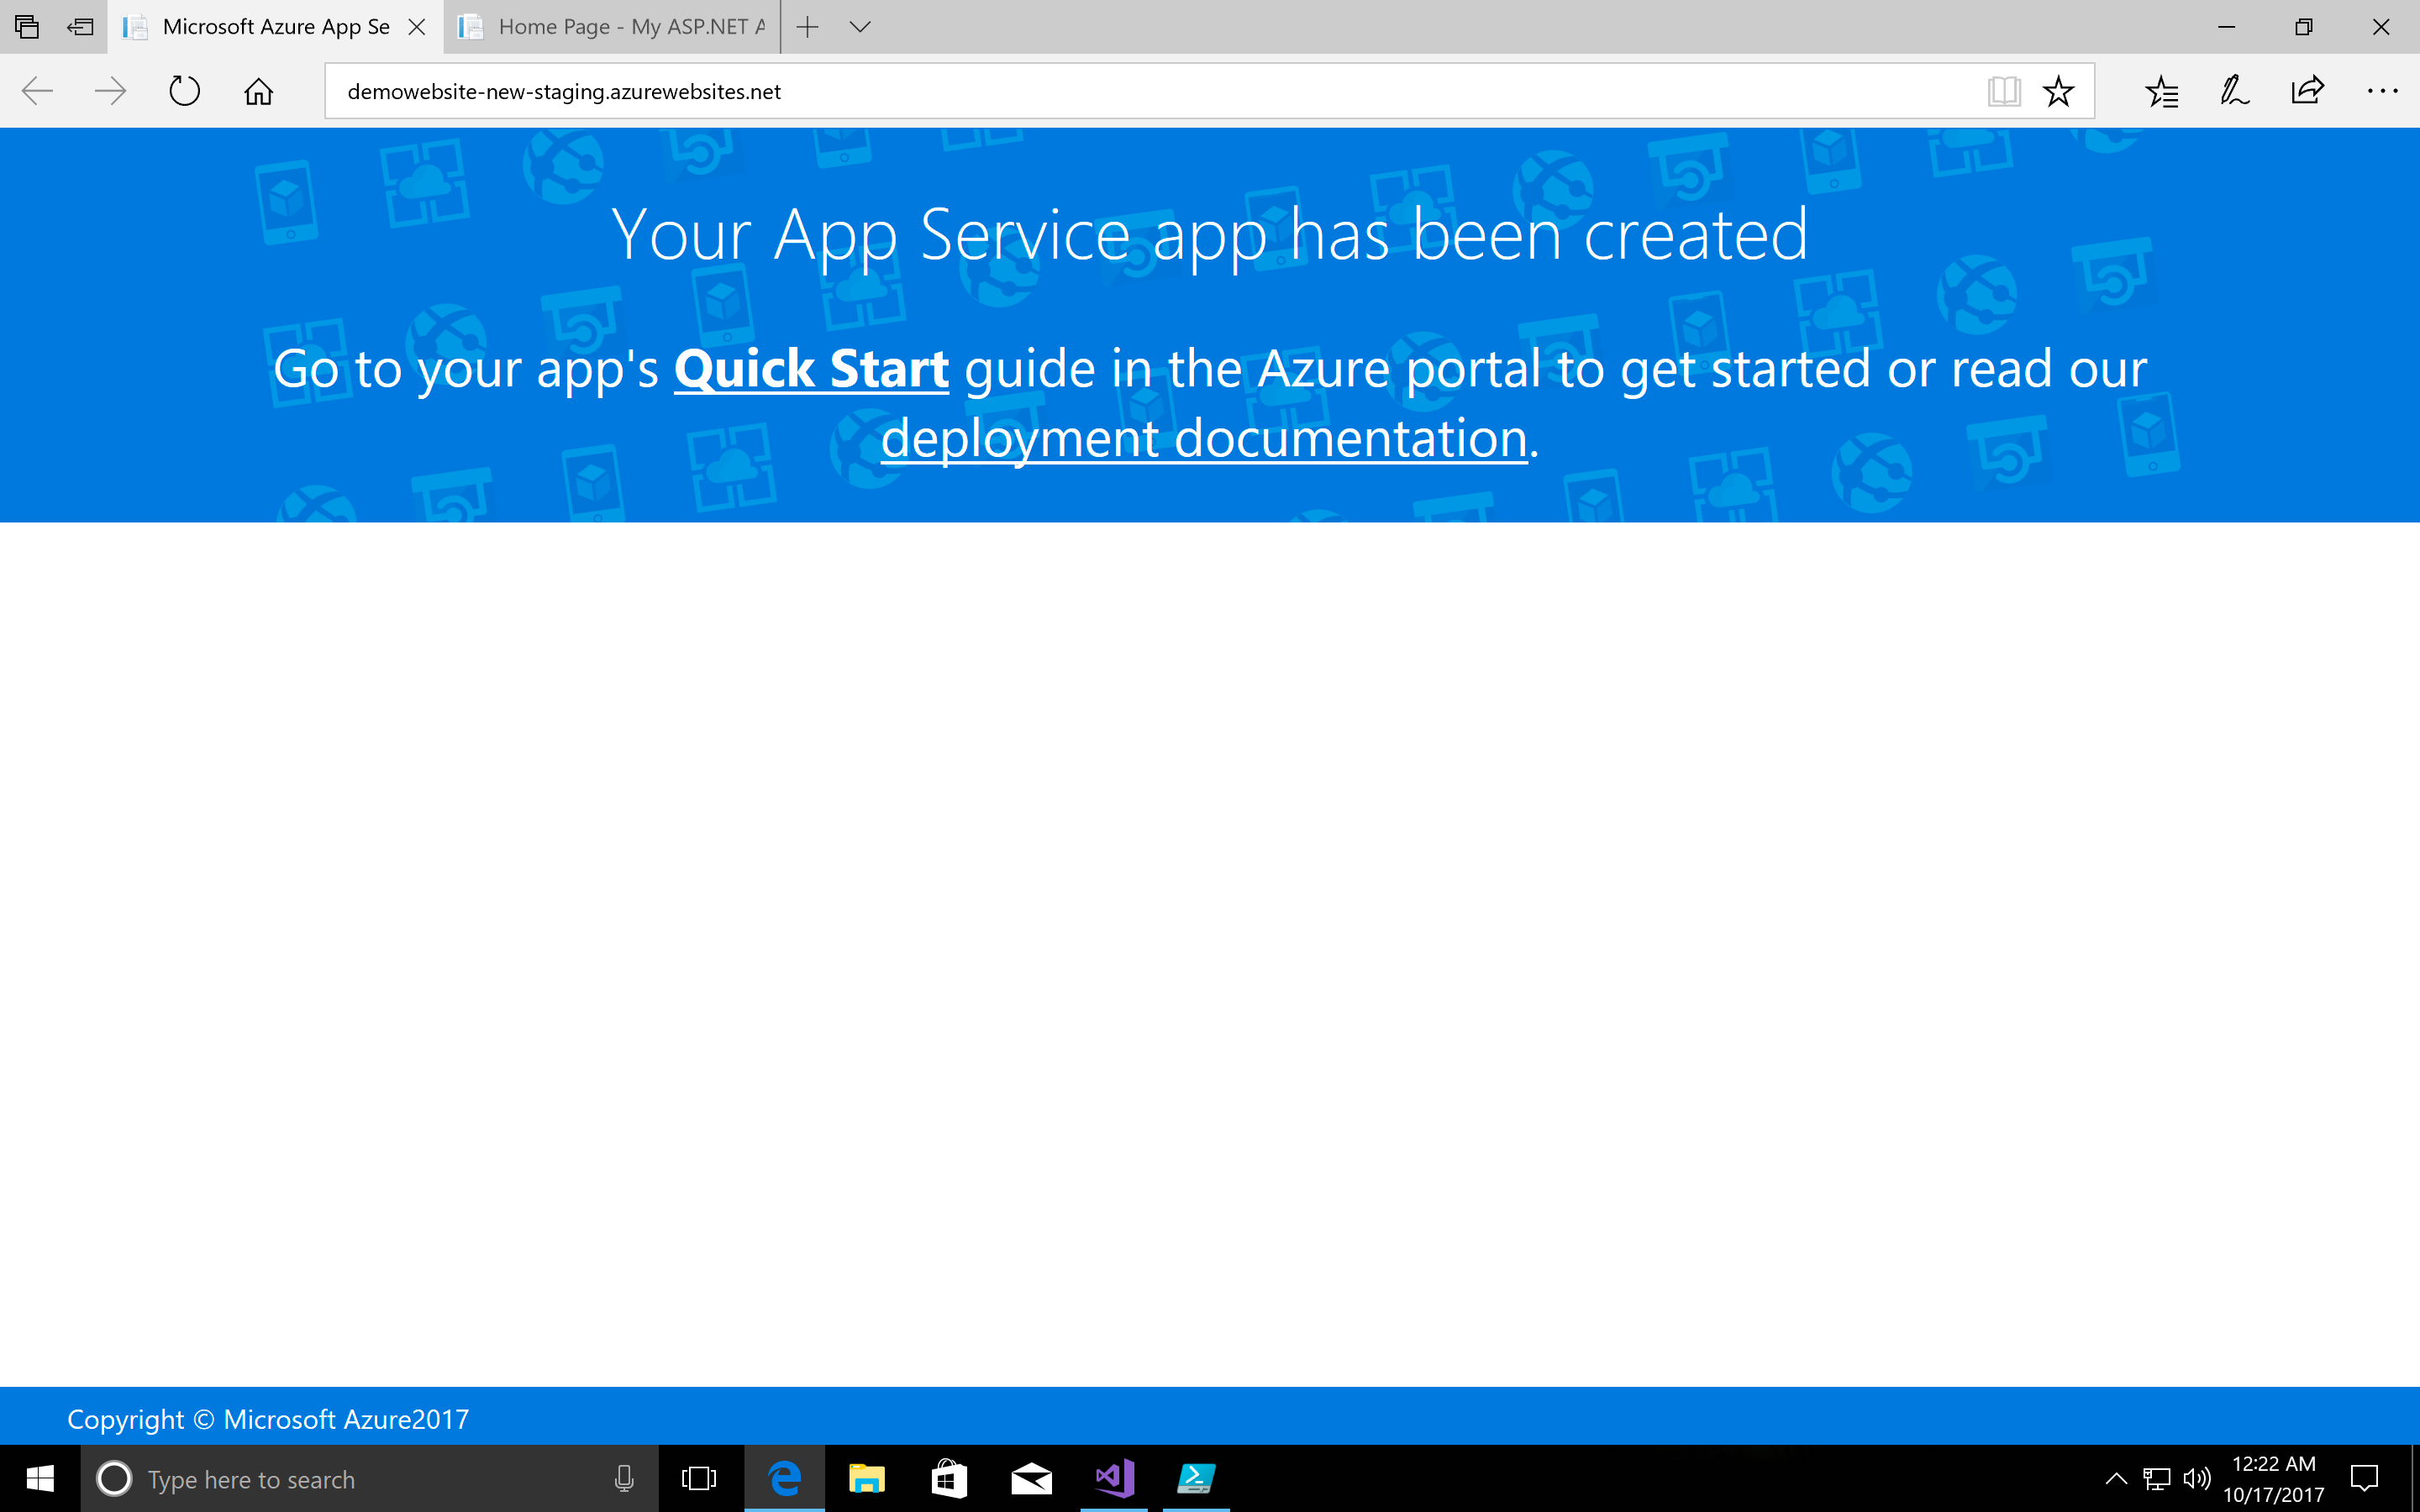 Microsoft Azure App Se
Home Page - My ASP.NET A
demowebsite-new-staging.azurewebsites.net
Your App Service app has been created
Go to your app's Quick Start guide in the Azure portal to get started or read our
deployment documentation.
Copyright © Microsoft Azure2017
Type here to search
12:22 AM
10/17/2017